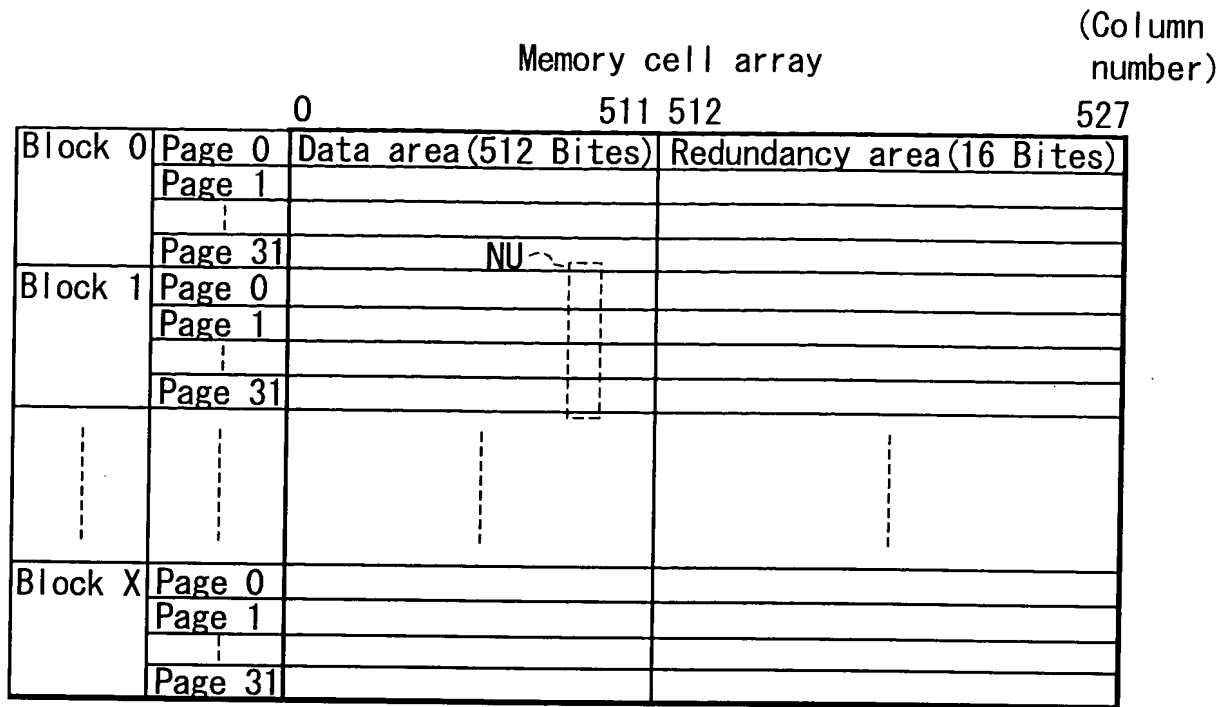 (Column
number)
Memory cell array
0 511 512 527
Block 0 Page 0 Data area(512 Bites) Redundancy area(16 Bites)
Page 1
Page 31 NU
Block 1 Page 0
Page 1
Page 31
Block X Page 0
Page 1
Page 31